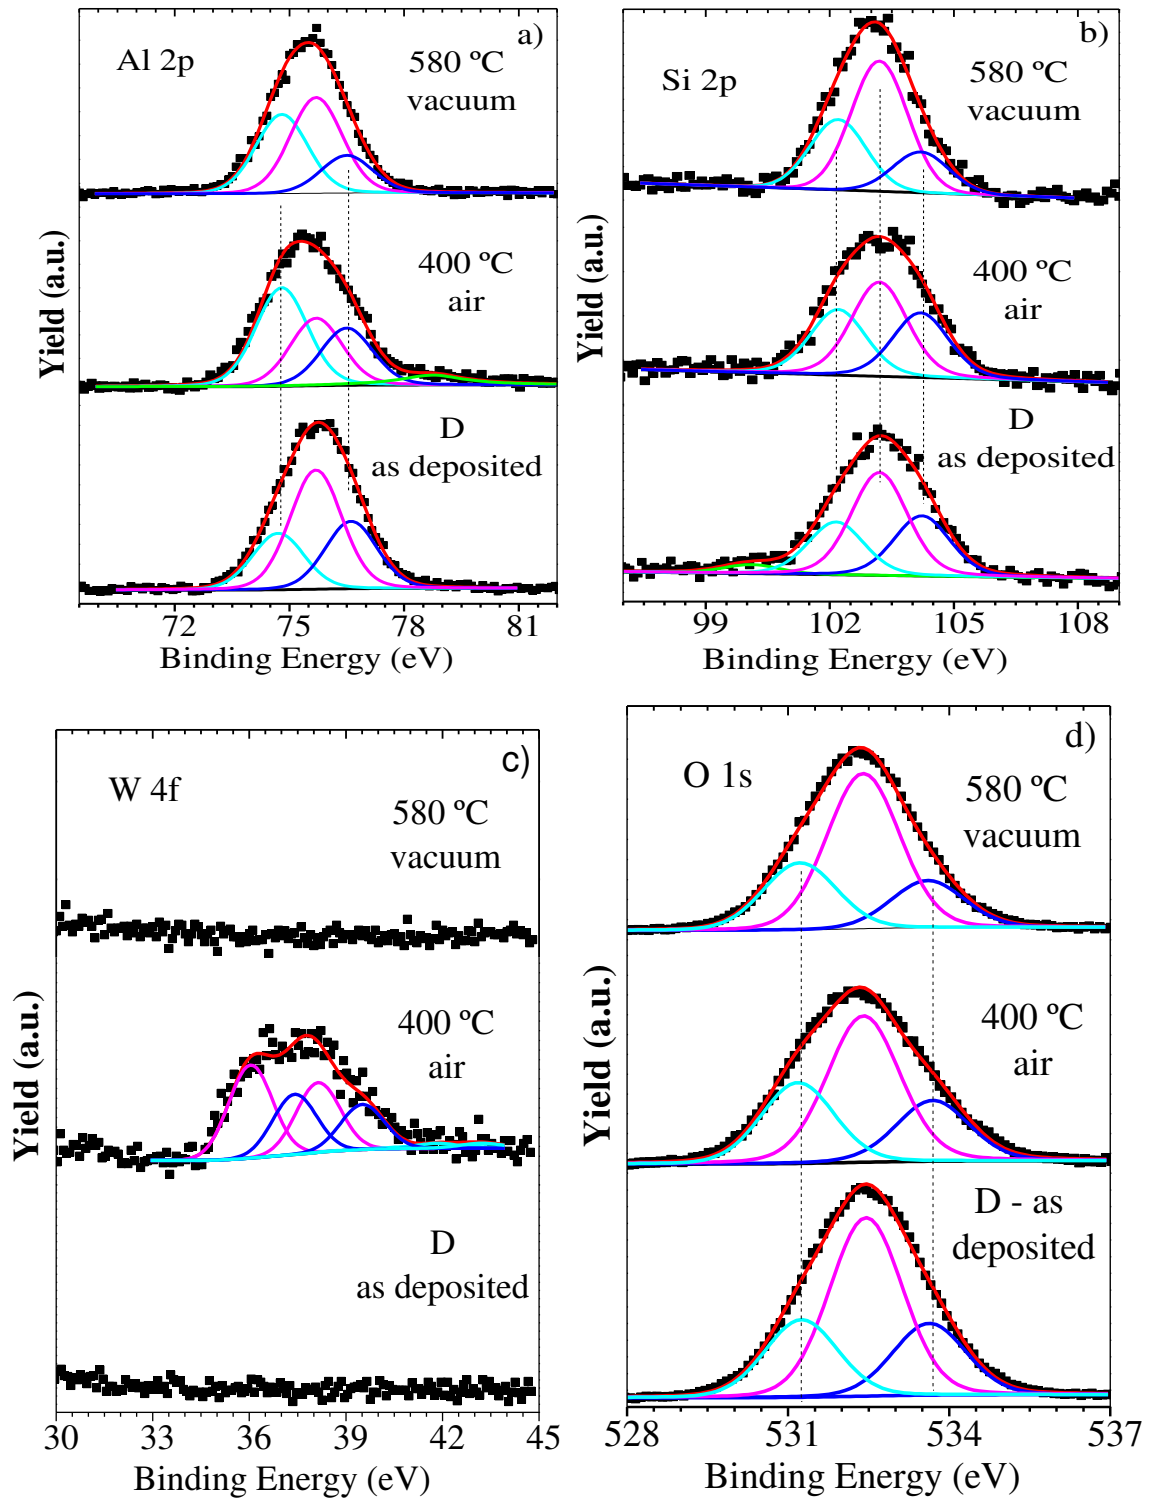 a)
Al 2p
580 ºC
vacuum
400 ºC
air
D
as deposited
Yield (a.u.)
72 75 78 81
Binding Energy (eV)
b)
Si 2p
580 ºC
vacuum
400 ºC
air
D
as deposited
Yield (a.u.)
99 102 105 108
Binding Energy (eV)
c)
W 4f
580 ºC
vacuum
400 ºC
air
D
as deposited
Yield (a.u.)
30 33 36 39 42 45
Binding Energy (eV)
d)
O 1s
580 ºC
vacuum
400 ºC
air
D - as
deposited
Yield (a.u.)
528 531 534 537
Binding Energy (eV)